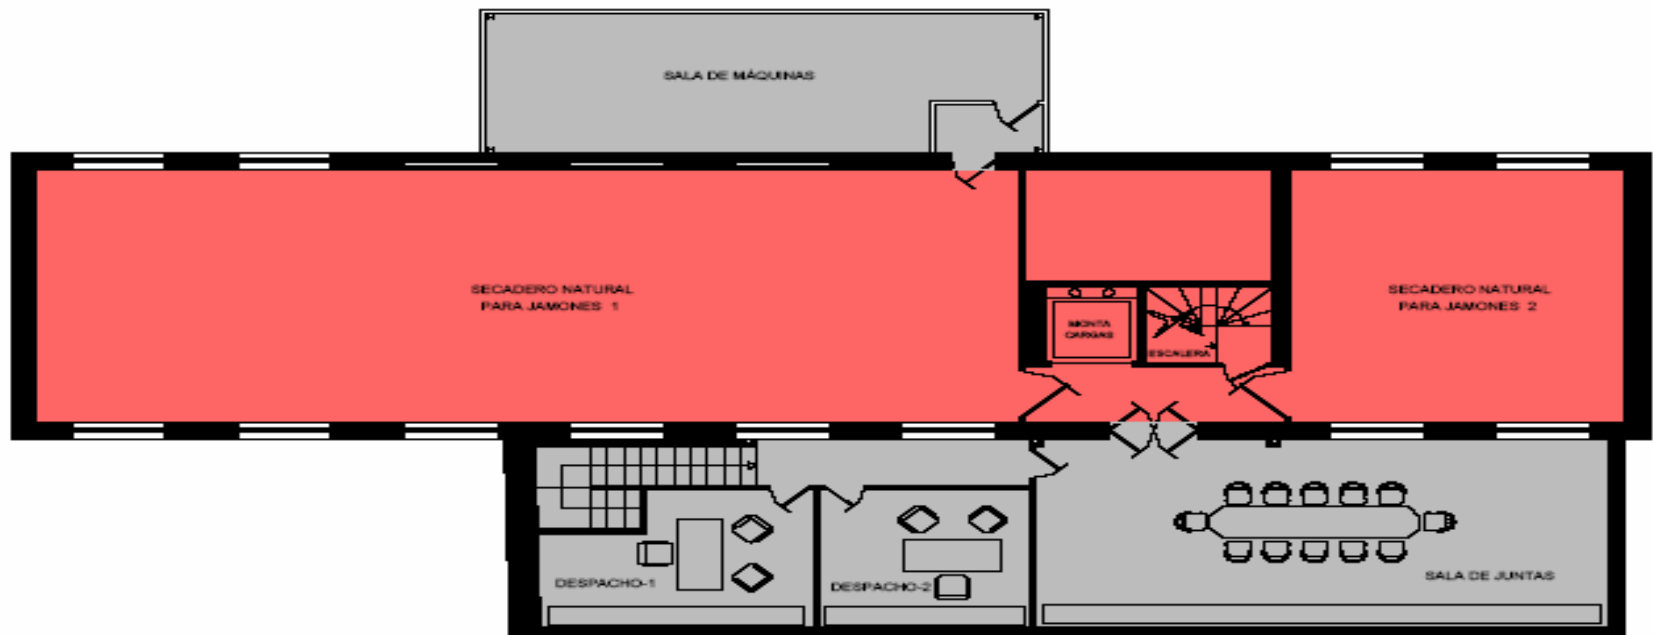 SALA DE MÁQUINAS
SECADERO NATURAL
PARA JAMONES 1
SECADERO NATURAL
PARA JAMONES 2
MONTA
CARGAS
ESCALERA
DESPACHO-1
DESPACHO-2
SALA DE JUNTAS